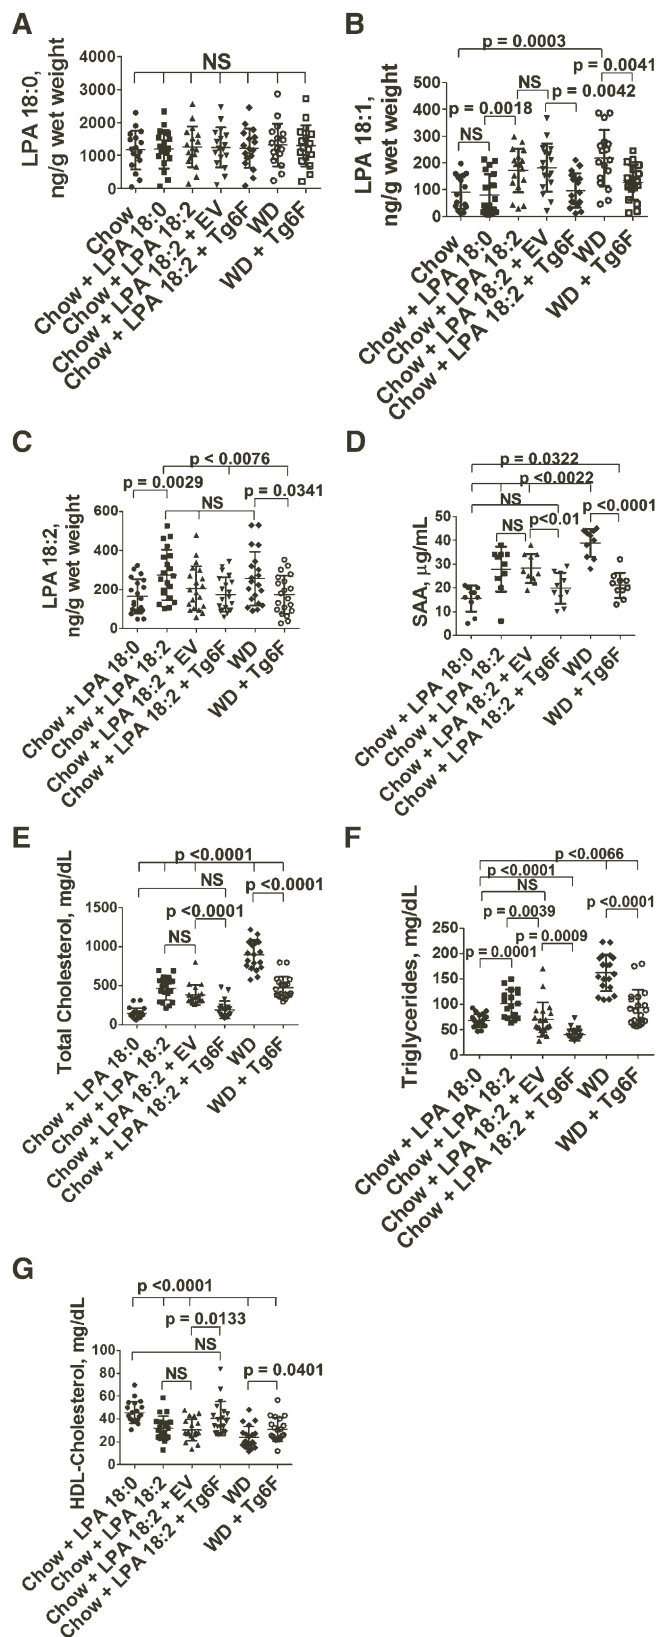 A
NS
LPA 18:0,
ng/g wet weight
4000
3000
2000
1000
0
Chow
Chow + LPA 18:0
Chow + LPA 18:2
Chow + LPA 18:2 + EV
Chow + LPA 18:2 + Tg6F
WD
WD + Tg6F
B
p = 0.0003
p = 0.0041
NS
p = 0.0042
p = 0.0018
NS
LPA 18:1,
ng/g wet weight
500
400
300
200
100
0
Chow
Chow + LPA 18:0
Chow + LPA 18:2
Chow + LPA 18:2 + EV
Chow + LPA 18:2 + Tg6F
WD
WD + Tg6F
C
p < 0.0076
p = 0.0029
p = 0.0341
NS
LPA 18:2,
ng/g wet weight
600
400
200
0
Chow + LPA 18:0
Chow + LPA 18:2
Chow + LPA 18:2 + EV
Chow + LPA 18:2 + Tg6F
WD
WD + Tg6F
D
p = 0.0322
p <0.0022
NS
p <0.0001
NS
p<0.01
SAA, µg/mL
50
40
30
20
10
0
Chow + LPA 18:0
Chow + LPA 18:2
Chow + LPA 18:2 + EV
Chow + LPA 18:2 + Tg6F
WD
WD + Tg6F
E
p <0.0001
NS
p <0.0001
p <0.0001
NS
Total Cholesterol, mg/dL
1500
1000
500
0
Chow + LPA 18:0
Chow + LPA 18:2
Chow + LPA 18:2 + EV
Chow + LPA 18:2 + Tg6F
WD
WD + Tg6F
F
p <0.0066
p <0.0001
NS
p <0.0001
p = 0.0039
p = 0.0009
p = 0.0001
Triglycerides, mg/dL
250
200
150
100
50
0
Chow + LPA 18:0
Chow + LPA 18:2
Chow + LPA 18:2 + EV
Chow + LPA 18:2 + Tg6F
WD
WD + Tg6F
G
p <0.0001
p = 0.0133
NS
NS
p = 0.0401
HDL-Cholesterol, mg/dL
100
80
60
40
20
0
Chow + LPA 18:0
Chow + LPA 18:2
Chow + LPA 18:2 + EV
Chow + LPA 18:2 + Tg6F
WD
WD + Tg6F